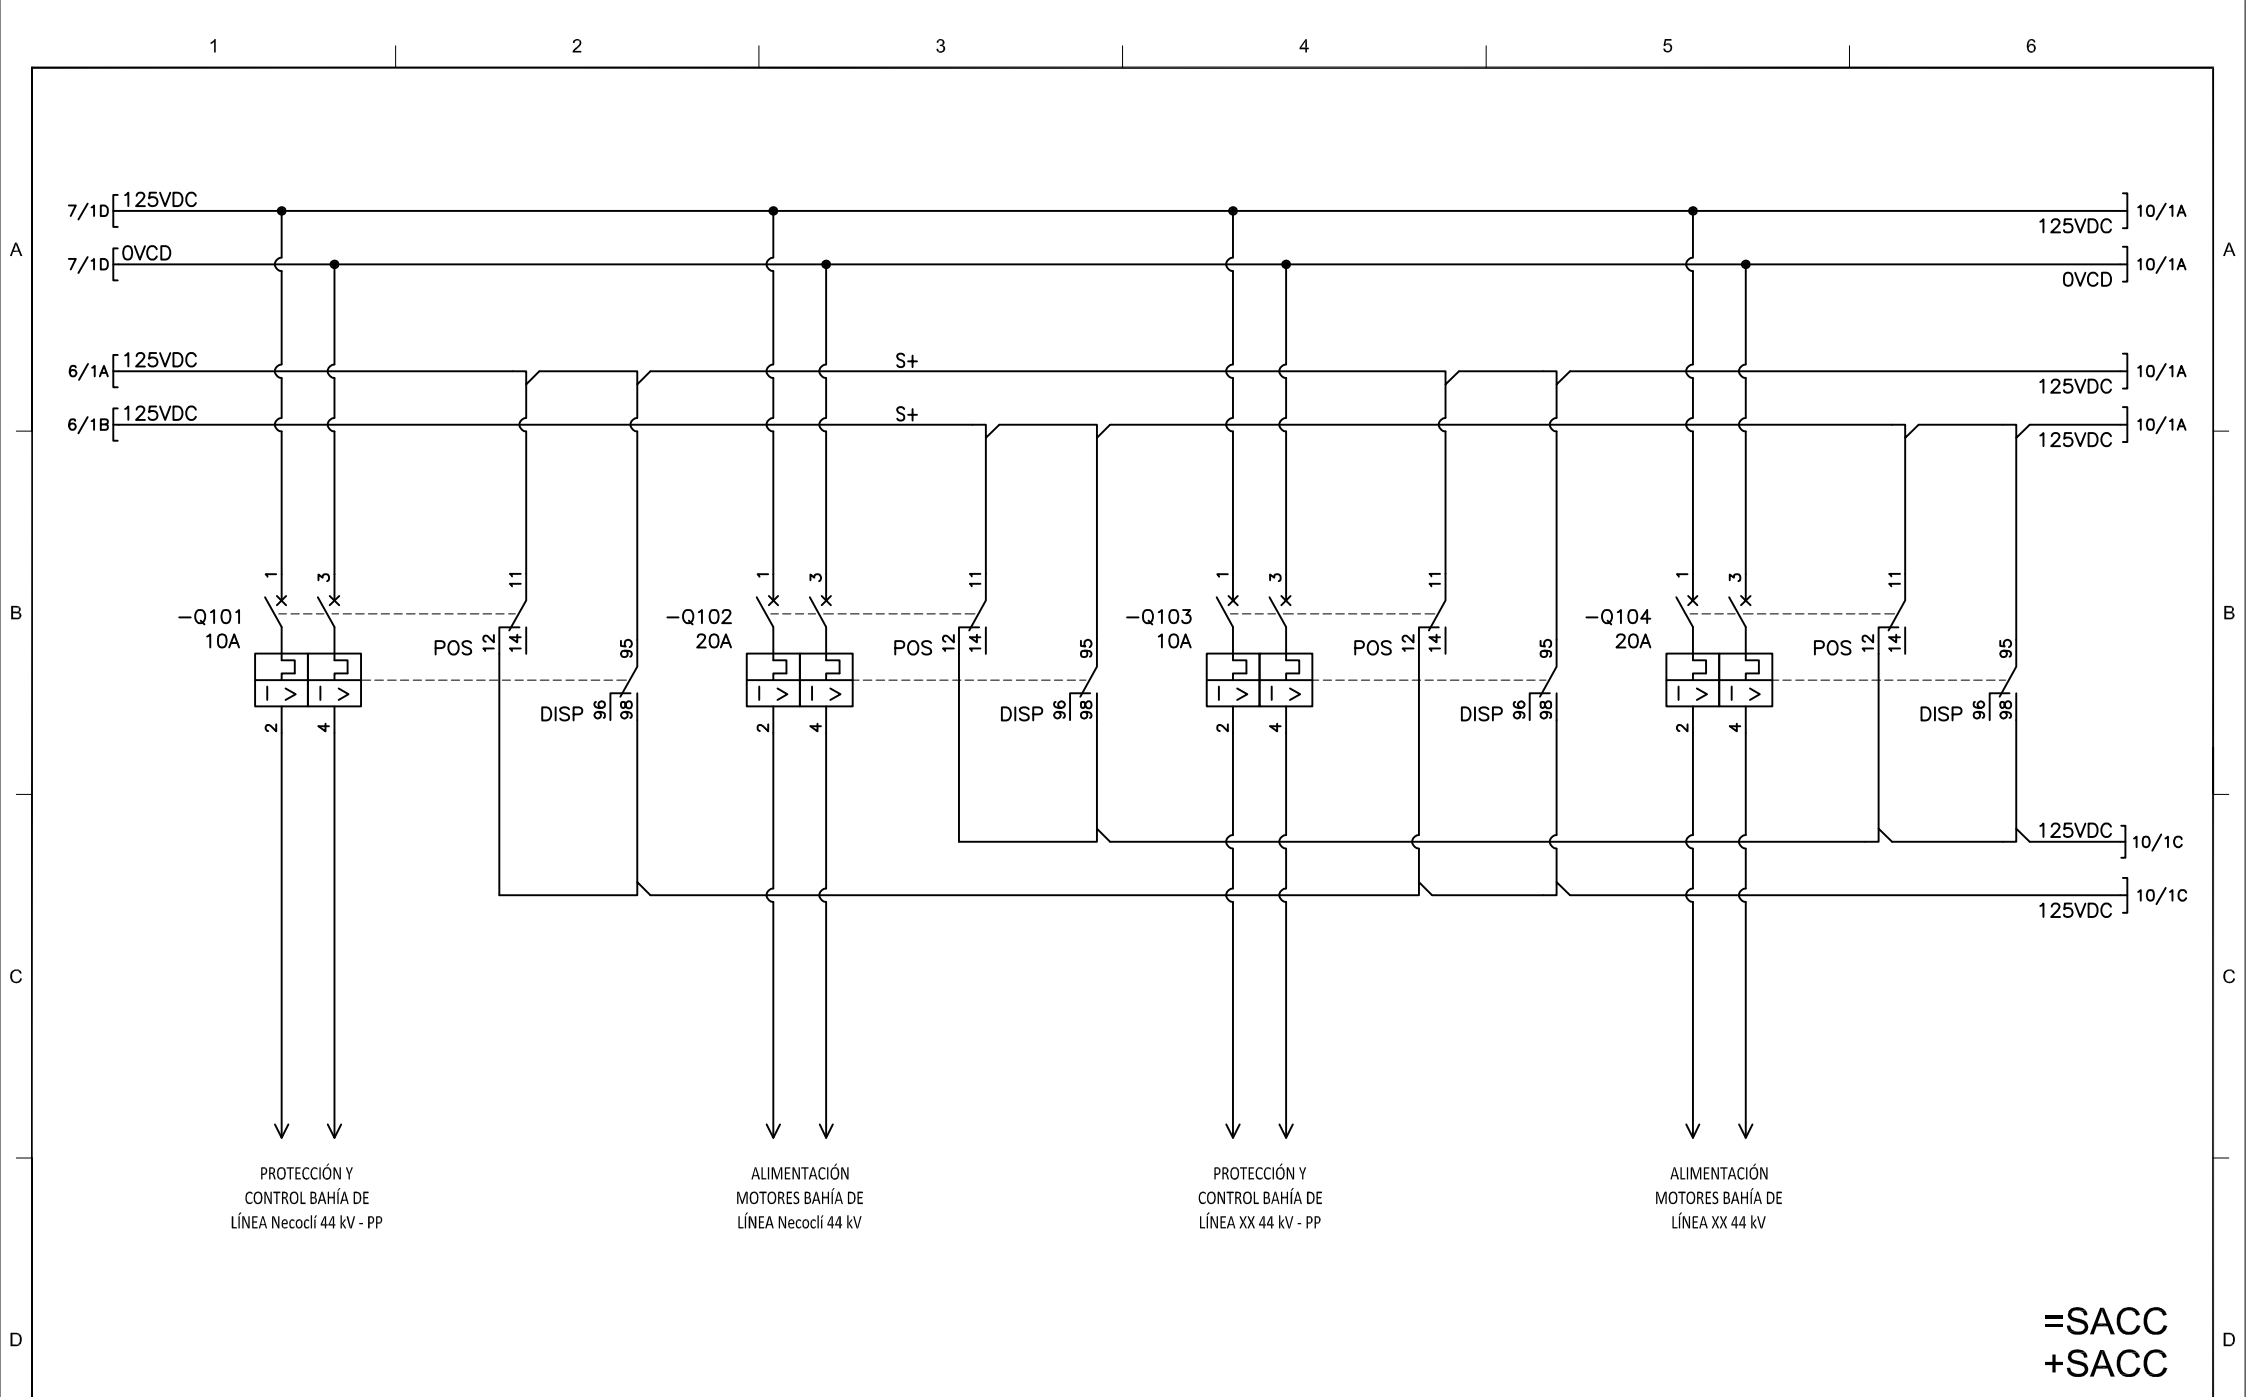 1 2 3 4 5 6
7/1D 125VDC 10/1A
125VDC
A A
7/1D 0VCD 10/1A
0VCD
6/1A 125VDC S+ 10/1A
125VDC
6/1B 125VDC S+ 10/1A
125VDC
1 3 11 1 3 11 1 3 11 1 3 11
B B
-Q101 -Q102 -Q103 -Q104
10A 20A 10A 20A
POS 12 14 95 POS 12 14 95 POS 12 14 95 POS 12 14 95
I > I > I > I > I > I > I > I >
DISP 96 98 DISP 96 98 DISP 96 98 DISP 96 98
2 4 2 4 2 4 2 4
125VDC 10/1C
10/1C
125VDC
C C
PROTECCIÓN Y
CONTROL BAHÍA DE
LÍNEA Necoclí 44 kV - PP
ALIMENTACIÓN
MOTORES BAHÍA DE
LÍNEA Necoclí 44 kV
PROTECCIÓN Y
CONTROL BAHÍA DE
LÍNEA XX 44 kV - PP
ALIMENTACIÓN
MOTORES BAHÍA DE
LÍNEA XX 44 kV
=SACC
D D
+SACC